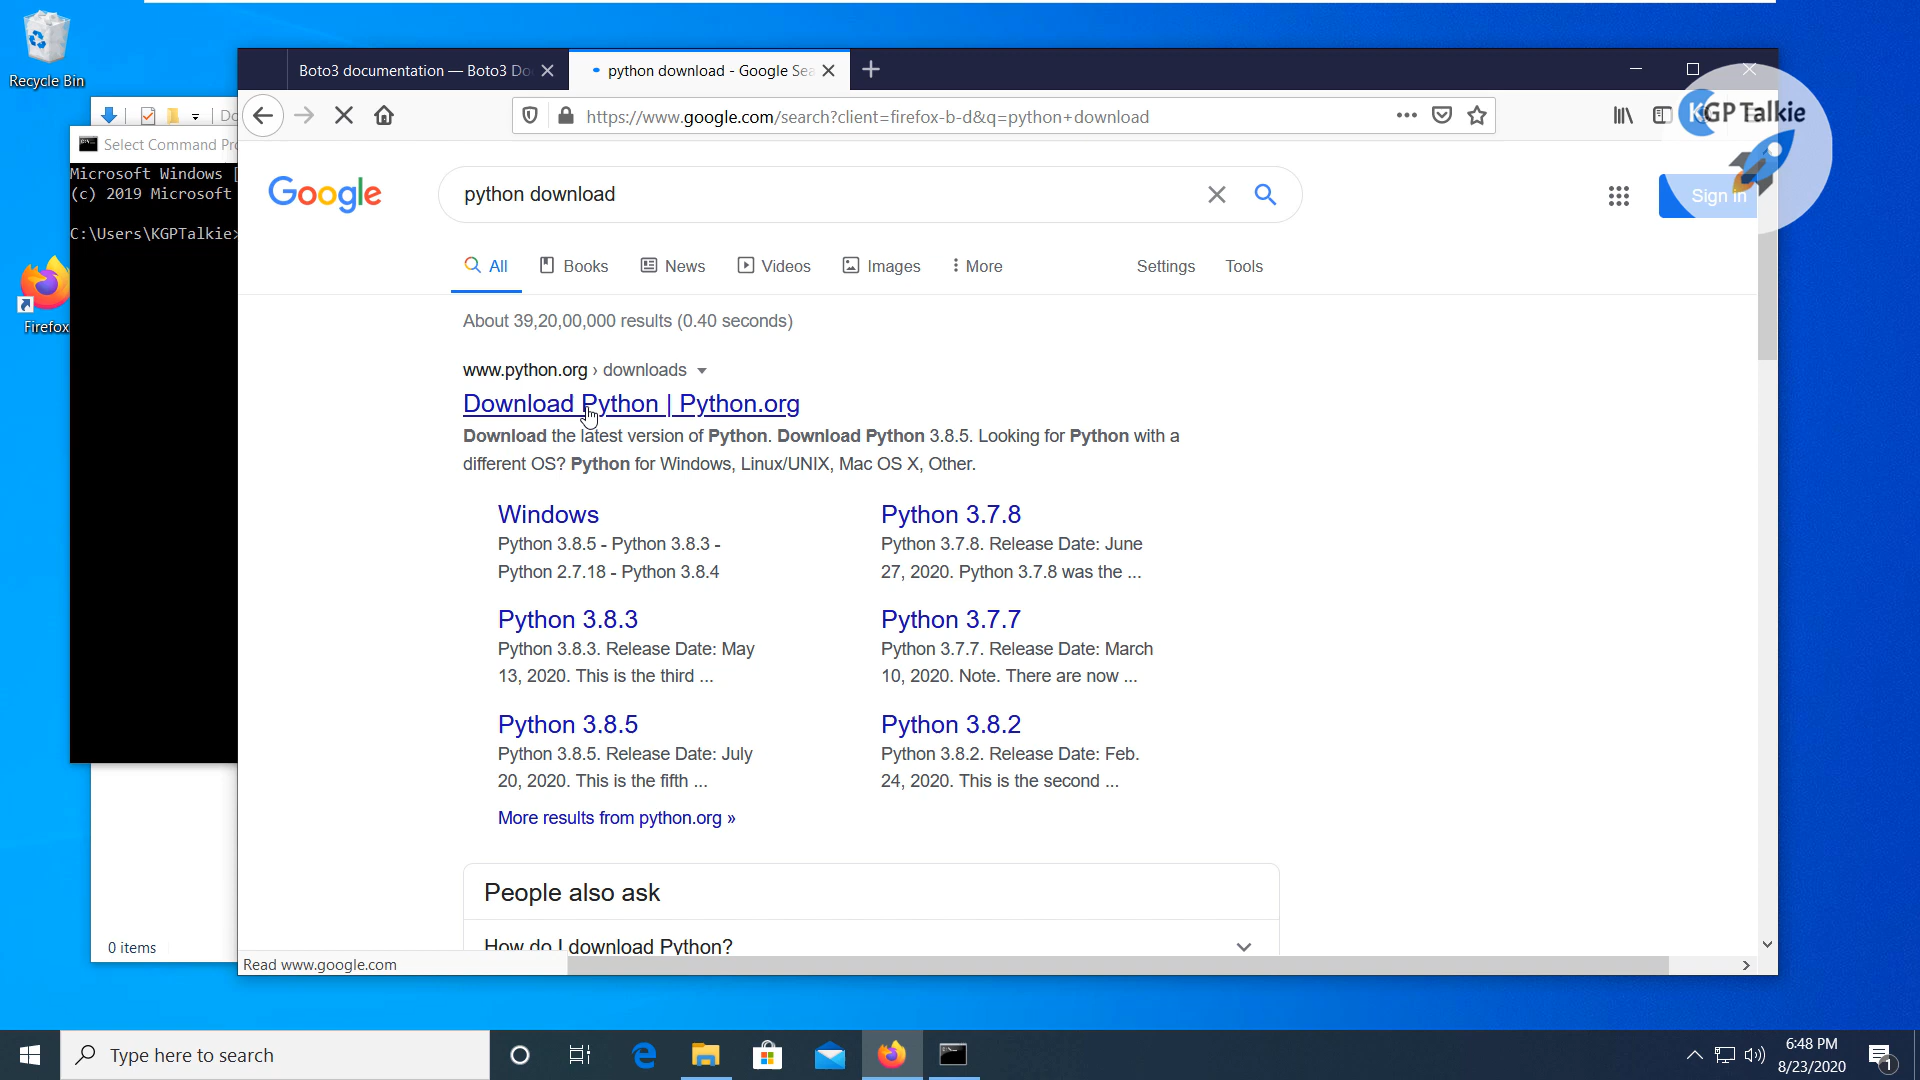 Recycle Bin
Firefox
Select Command Pro
Microsoft Windows [
(c) 2019 Microsoft
C:\Users\KGPTalkie>
0 items
Boto3 documentation — Boto3 Do
python download - Google Sea
https://www.google.com/search?client=firefox-b-d&q=python+download
KGP Talkie
Google
python download
Sign in
All
Books
News
Videos
Images
More
Settings
Tools
About 39,20,00,000 results (0.40 seconds)
www.python.org › downloads
Download Python | Python.org
Download the latest version of Python. Download Python 3.8.5. Looking for Python with a
different OS? Python for Windows, Linux/UNIX, Mac OS X, Other.
Windows
Python 3.8.5 - Python 3.8.3 -
Python 2.7.18 - Python 3.8.4
Python 3.7.8
Python 3.7.8. Release Date: June
27, 2020. Python 3.7.8 was the ...
Python 3.8.3
Python 3.8.3. Release Date: May
13, 2020. This is the third ...
Python 3.7.7
Python 3.7.7. Release Date: March
10, 2020. Note. There are now ...
Python 3.8.5
Python 3.8.5. Release Date: July
20, 2020. This is the fifth ...
Python 3.8.2
Python 3.8.2. Release Date: Feb.
24, 2020. This is the second ...
More results from python.org »
People also ask
How do I download Python?
Read www.google.com
Type here to search
6:48 PM
8/23/2020
1